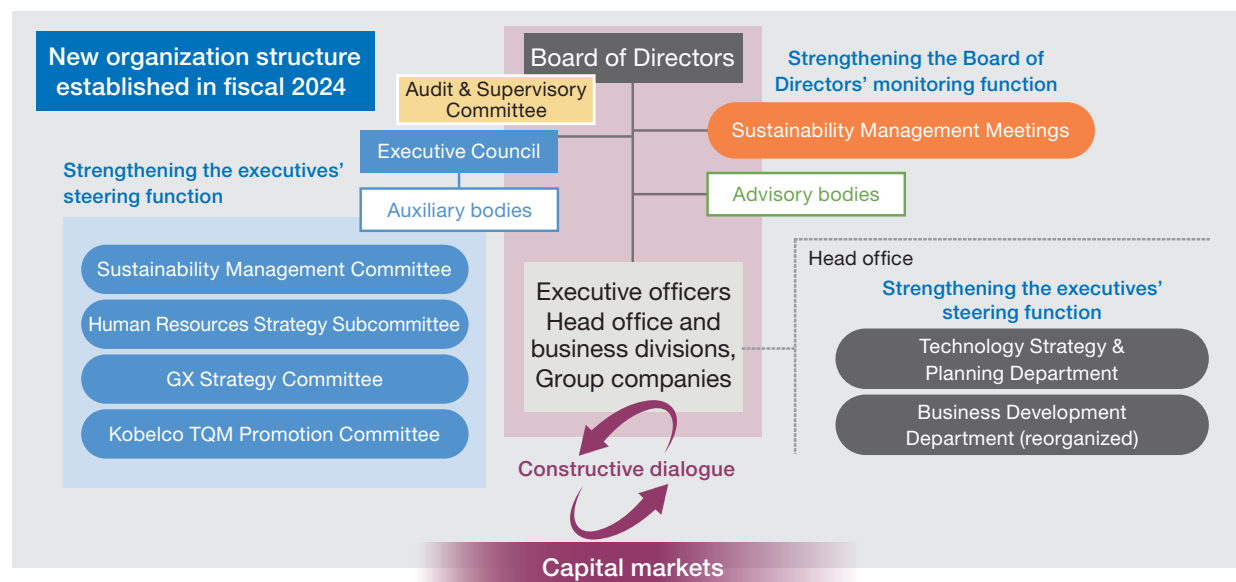 New organization structure
established in fiscal 2024
Board of Directors
Strengthening the Board of
Directors’ monitoring function
Audit & Supervisory
Committee
Sustainability Management Meetings
Executive Council
Strengthening the executives’
steering function
Auxiliary bodies
Advisory bodies
Sustainability Management Committee
Human Resources Strategy Subcommittee
GX Strategy Committee
Kobelco TQM Promotion Committee
Executive officers
Head office and
business divisions,
Group companies
Head office
Strengthening the executives’
steering function
Technology Strategy &
Planning Department
Business Development
Department (reorganized)
Constructive dialogue
Capital markets